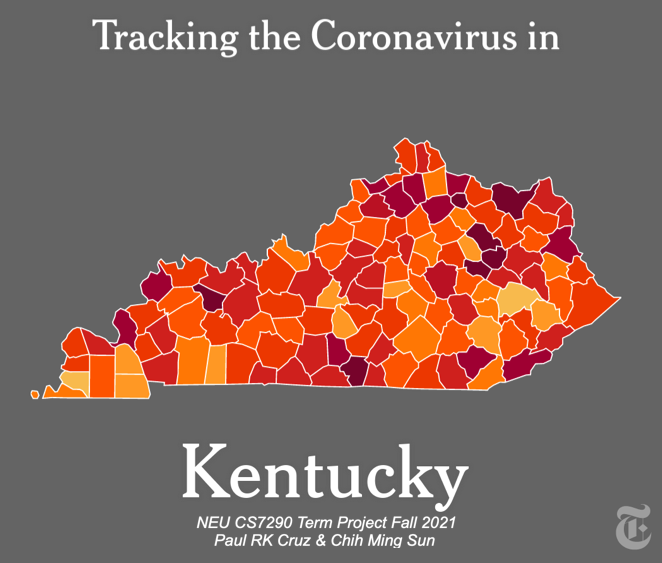 Tracking the Coronavirus in
Kentucky
NEU CS7290 Term Project Fall 2021
Paul RK Cruz & Chih Ming Sun
T